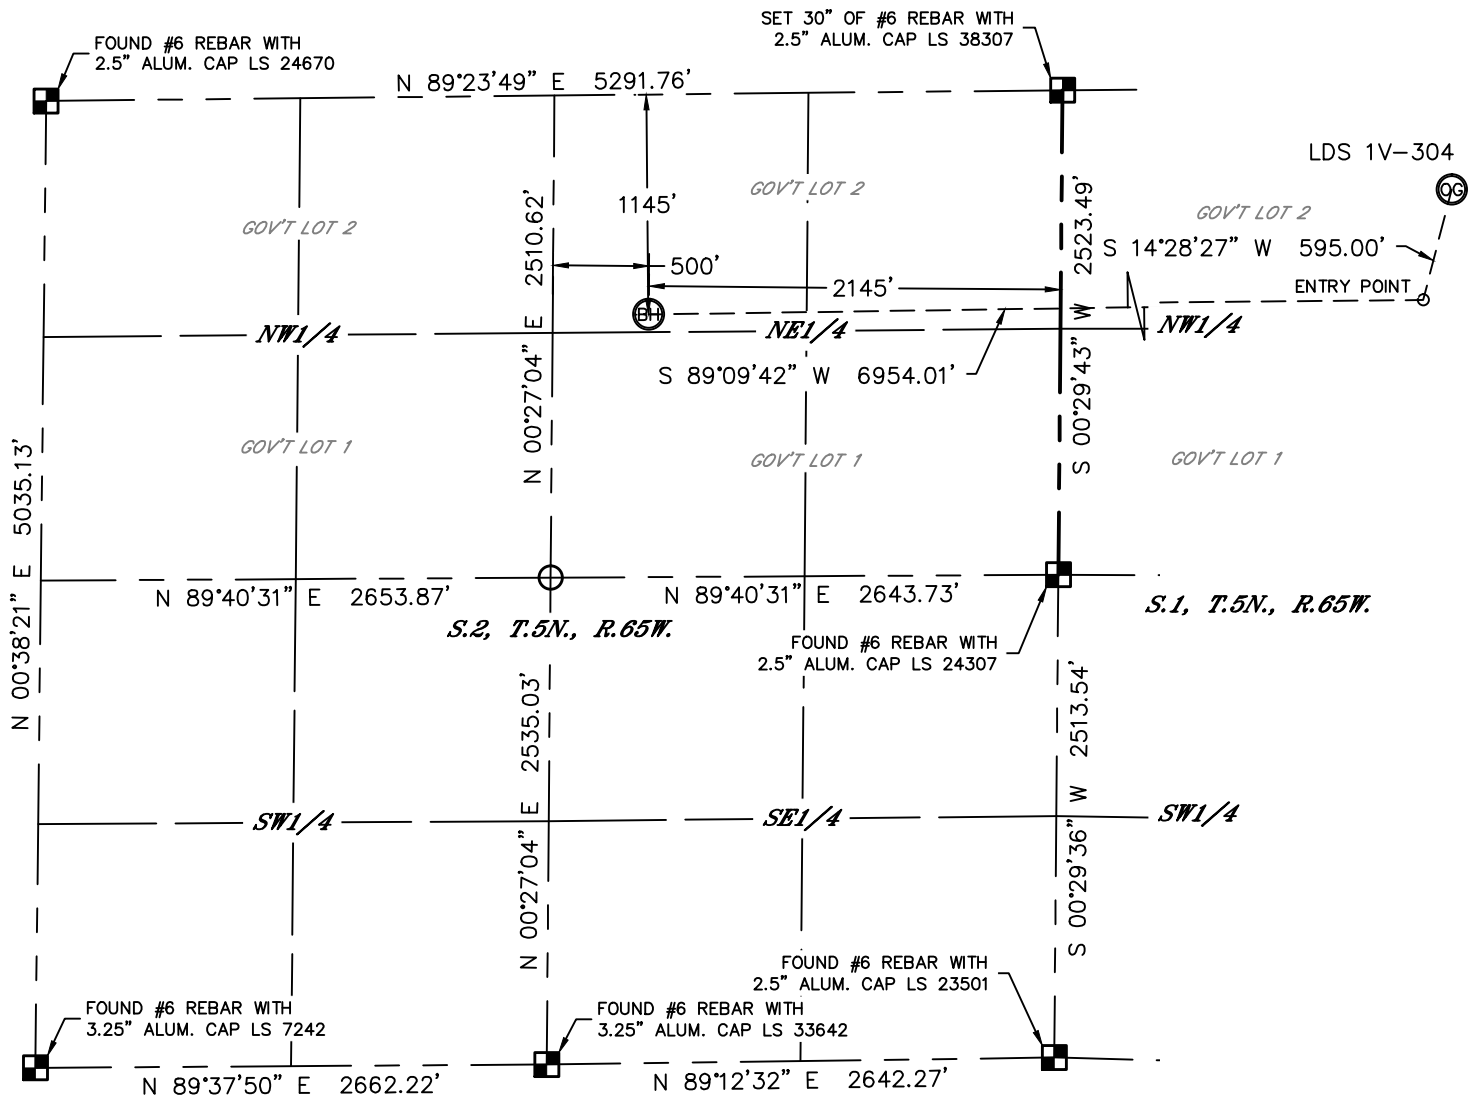 SET 30" OF #6 REBAR WITH
2.5" ALUM. CAP LS 38307
FOUND #6 REBAR WITH
2.5" ALUM. CAP LS 24670
N 89°23'49" E 5291.76'
LDS 1V-304
OG
GOV'T LOT 2
GOV'T LOT 2
GOV'T LOT 2
1145'
2510.62'
N 00°27'04" E
2523.49'
S 00°29'43" W
S 14°28'27" W 595.00'
500'
2145'
ENTRY POINT
BH
NW1/4
NE1/4
NW1/4
S 89°09'42" W 6954.01'
GOV'T LOT 1
GOV'T LOT 1
GOV'T LOT 1
N 00°38'21" E 5035.13'
N 89°40'31" E 2653.87'
N 89°40'31" E 2643.73'
S.1, T.5N., R.65W.
S.2, T.5N., R.65W.
FOUND #6 REBAR WITH
2.5" ALUM. CAP LS 24307
N 00°27'04" E 2535.03'
S 00°29'36" W 2513.54'
SW1/4
SE1/4
SW1/4
FOUND #6 REBAR WITH
2.5" ALUM. CAP LS 23501
FOUND #6 REBAR WITH
3.25" ALUM. CAP LS 7242
FOUND #6 REBAR WITH
3.25" ALUM. CAP LS 33642
N 89°37'50" E 2662.22'
N 89°12'32" E 2642.27'